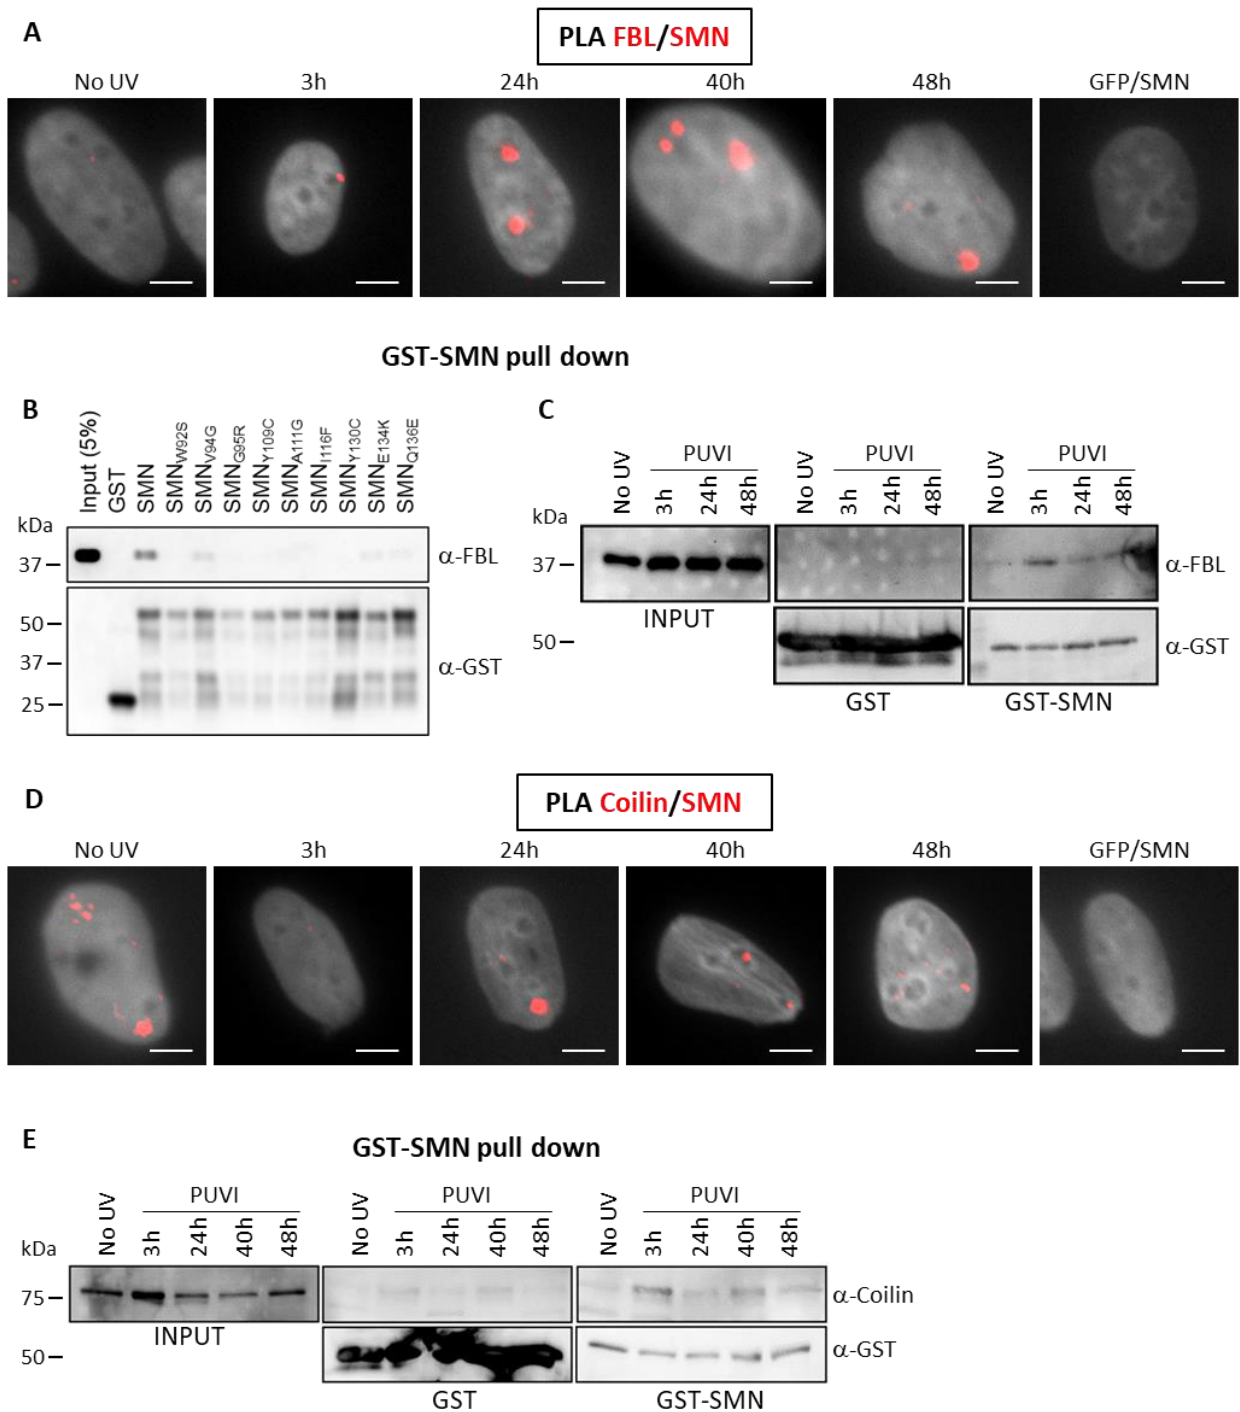 A
PLA FBL/SMN
No UV 3h 24h 40h 48h GFP/SMN
GST-SMN pull down
B
Input (5%) GST SMN SMNW92S SMNV94G SMNG95R SMNY109C SMNA111G SMNI116F SMNY130C SMNE134K SMNQ136E
kDa
37
α-FBL
50
37
25
α-GST
C
PUVI PUVI PUVI
No UV 3h 24h 48h No UV 3h 24h 48h No UV 3h 24h 48h
kDa
37
α-FBL
INPUT
50
α-GST
GST GST-SMN
D
PLA Coilin/SMN
No UV 3h 24h 40h 48h GFP/SMN
E
GST-SMN pull down
PUVI PUVI PUVI
No UV 3h 24h 40h 48h No UV 3h 24h 40h 48h No UV 3h 24h 40h 48h
kDa
75
α-Coilin
INPUT
50
α-GST
GST GST-SMN